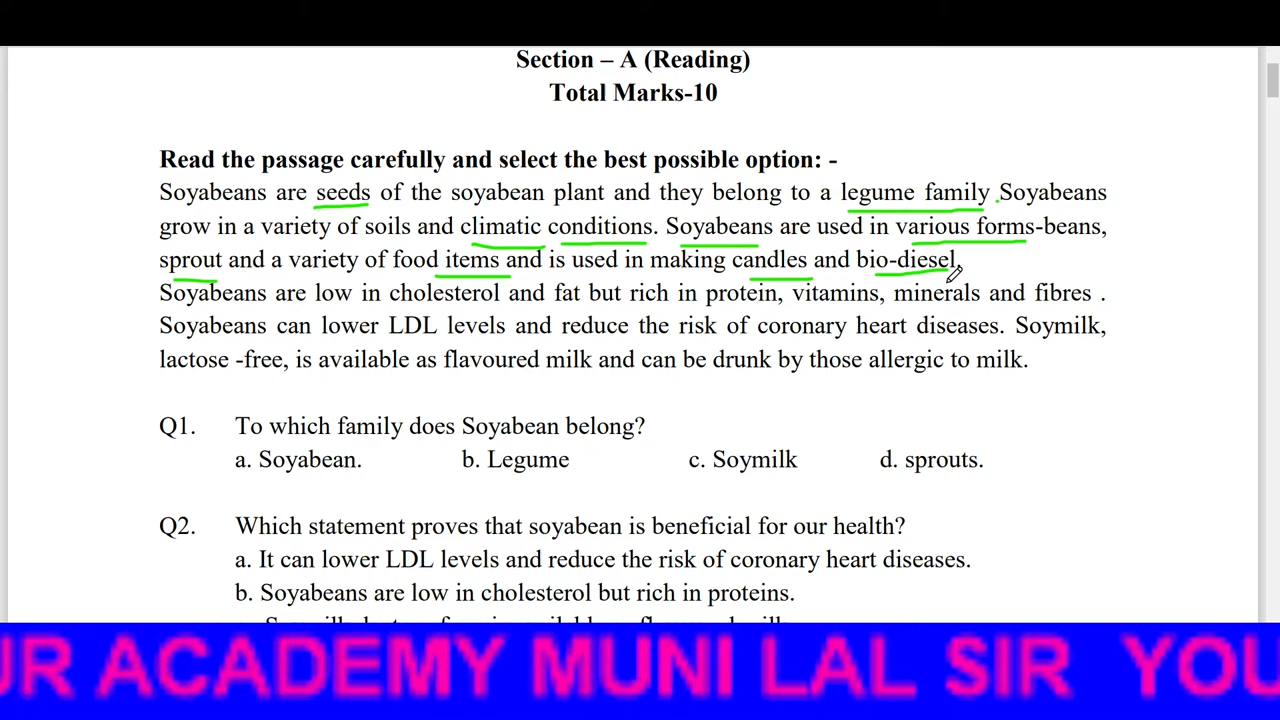 Section – A (Reading)
Total Marks-10
Read the passage carefully and select the best possible option: -
Soyabeans are seeds of the soyabean plant and they belong to a legume family .Soyabeans
grow in a variety of soils and climatic conditions. Soyabeans are used in various forms-beans,
sprout and a variety of food items and is used in making candles and bio-diesel.
Soyabeans are low in cholesterol and fat but rich in protein, vitamins, minerals and fibres .
Soyabeans can lower LDL levels and reduce the risk of coronary heart diseases. Soymilk,
lactose -free, is available as flavoured milk and can be drunk by those allergic to milk.
Q1. To which family does Soyabean belong?
a. Soyabean. b. Legume c. Soymilk d. sprouts.
Q2. Which statement proves that soyabean is beneficial for our health?
a. It can lower LDL levels and reduce the risk of coronary heart diseases.
b. Soyabeans are low in cholesterol but rich in proteins.
UR ACADEMY MUNI LAL SIR YOU